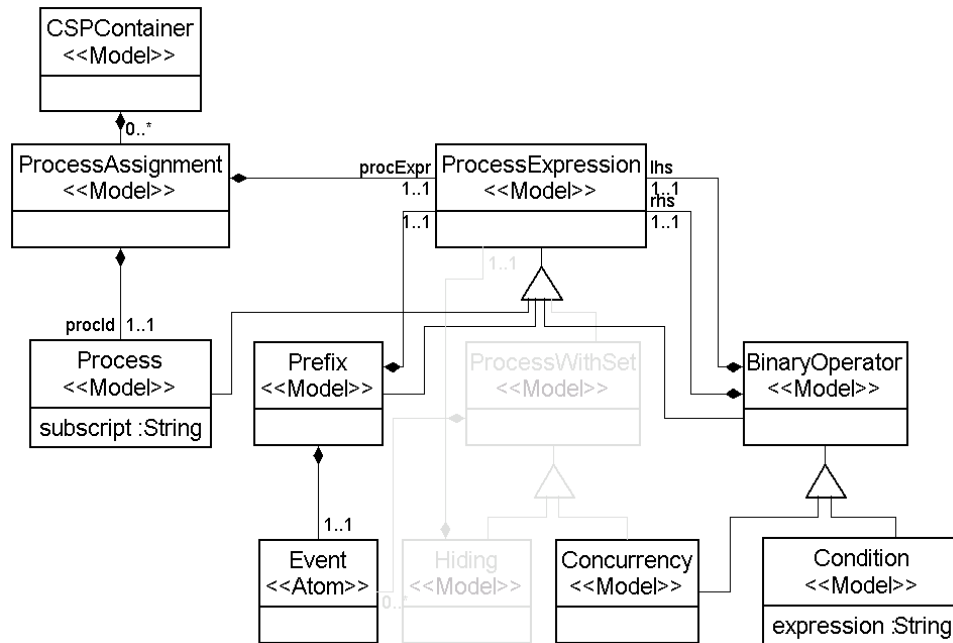 CSPContainer
<<Model>>
0..*
ProcessAssignment
<<Model>>
procExpr
1..1
ProcessExpression
<<Model>>
lhs
1..1
rhs
1..1
1..1
1..1
procId
1..1
Process
<<Model>>
subscript :String
Prefix
<<Model>>
ProcessWithSet
<<Model>>
BinaryOperator
<<Model>>
1..1
Event
<<Atom>>
0..*
Hiding
<<Model>>
Concurrency
<<Model>>
Condition
<<Model>>
expression :String